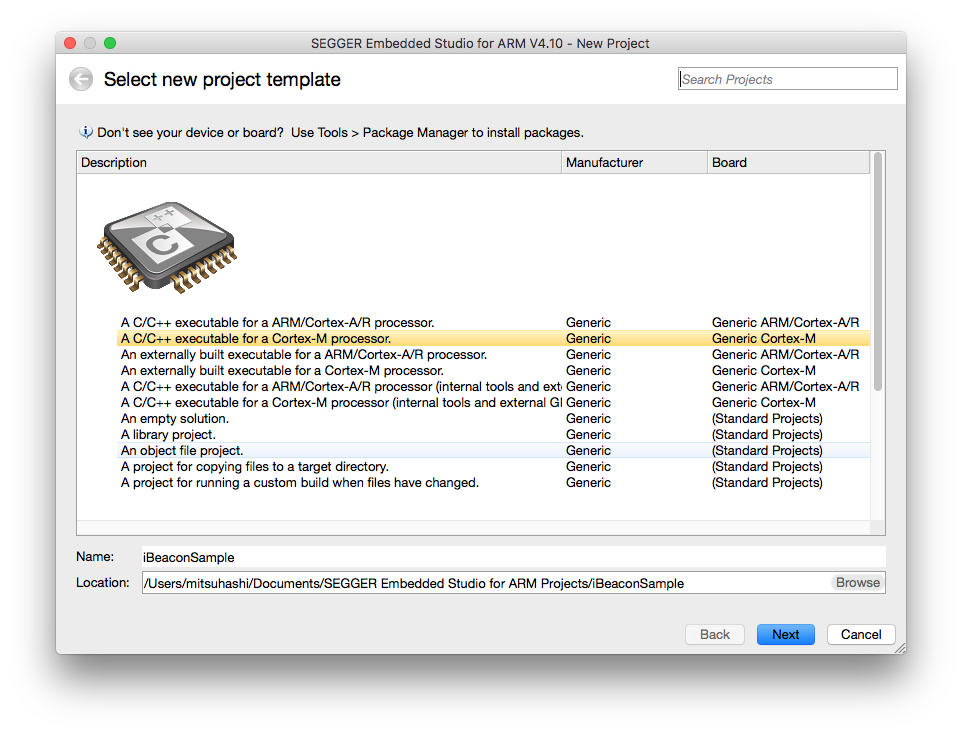 SEGGER Embedded Studio for ARM V4.10 - New Project
Select new project template
Search Projects
Don't see your device or board? Use Tools > Package Manager to install packages.
Description Manufacturer Board
++
C
A C/C++ executable for a ARM/Cortex-A/R processor. Generic Generic ARM/Cortex-A/R
A C/C++ executable for a Cortex-M processor. Generic Generic Cortex-M
An externally built executable for a ARM/Cortex-A/R processor. Generic Generic ARM/Cortex-A/R
An externally built executable for a Cortex-M processor. Generic Generic Cortex-M
A C/C++ executable for a ARM/Cortex-A/R processor (internal tools and ext Generic Generic ARM/Cortex-A/R
A C/C++ executable for a Cortex-M processor (internal tools and external Gl Generic Generic Cortex-M
An empty solution. Generic (Standard Projects)
A library project. Generic (Standard Projects)
An object file project. Generic (Standard Projects)
A project for copying files to a target directory. Generic (Standard Projects)
A project for running a custom build when files have changed. Generic (Standard Projects)
Name: iBeaconSample
Location: /Users/mitsuhashi/Documents/SEGGER Embedded Studio for ARM Projects/iBeaconSample Browse
Back Next Cancel